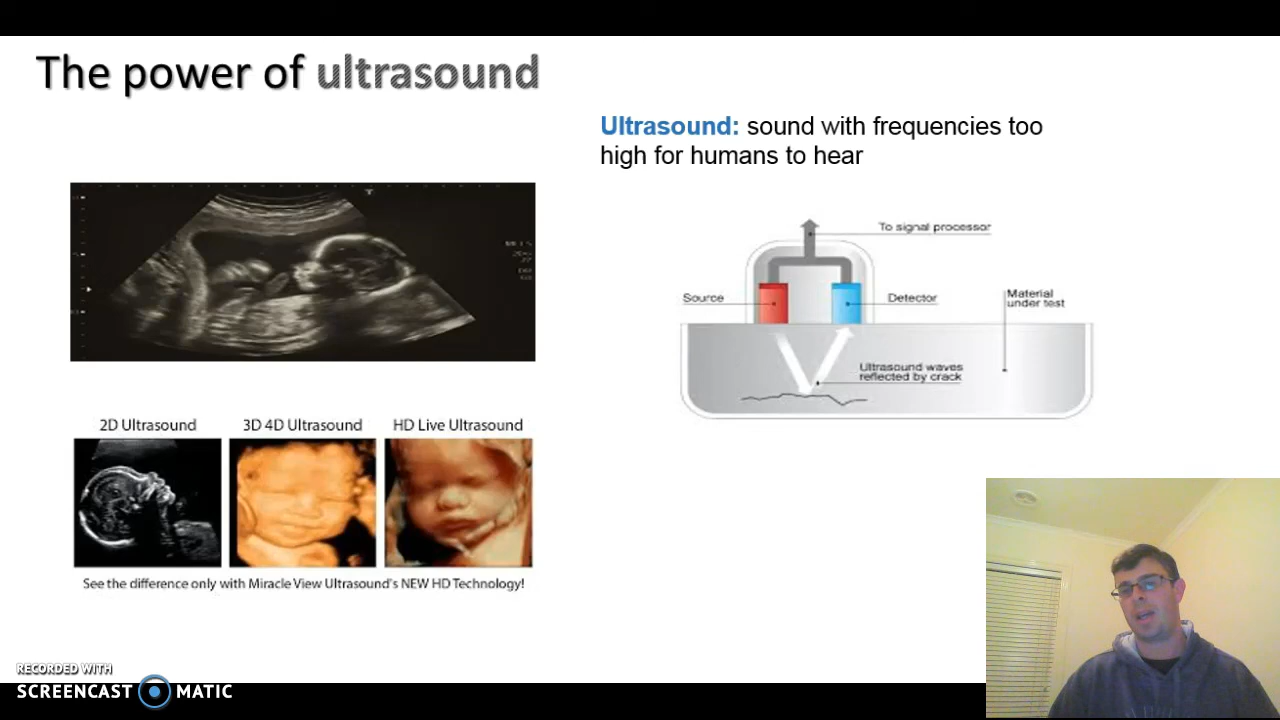 The power of ultrasound
Ultrasound: sound with frequencies too
high for humans to hear
To signal processor
Source
Detector
Material
under test
Ultrasound waves
reflected by crack
2D Ultrasound
3D 4D Ultrasound
HD Live Ultrasound
See the difference only with Miracle View Ultrasound's NEW HD Technology!
RECORDED WITH
SCREENCAST MATIC